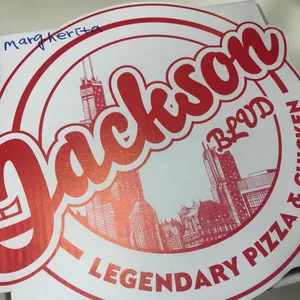 margherita
Jackson
BLVD
LEGENDARY PIZZA & CHICKEN